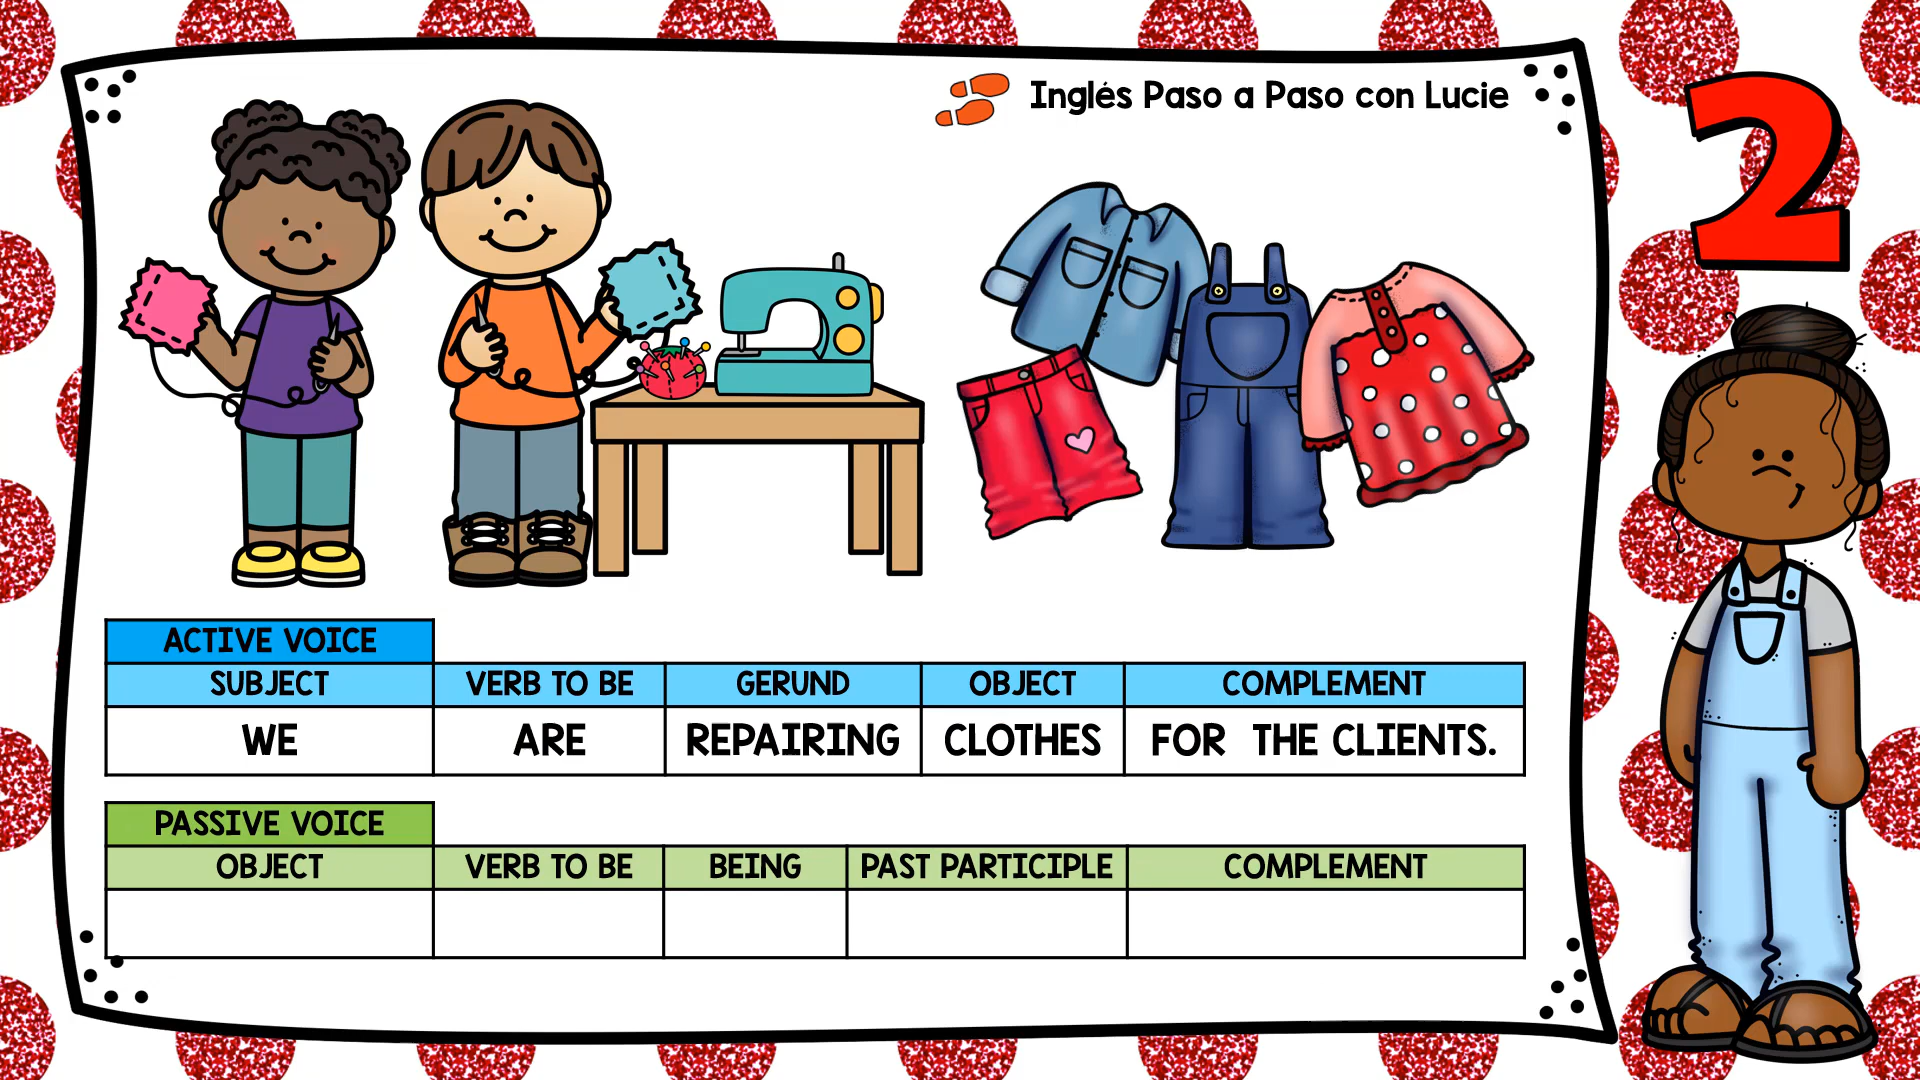 Inglés Paso a Paso con Lucie
2
ACTIVE VOICE
SUBJECT VERB TO BE GERUND OBJECT COMPLEMENT
WE ARE REPAIRING CLOTHES FOR THE CLIENTS.
PASSIVE VOICE
OBJECT VERB TO BE BEING PAST PARTICIPLE COMPLEMENT